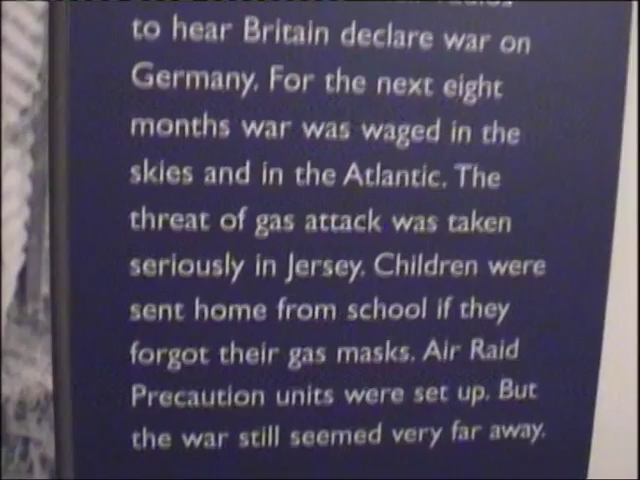 to hear Britain declare war on
Germany. For the next eight
months war was waged in the
skies and in the Atlantic. The
threat of gas attack was taken
seriously in Jersey. Children were
sent home from school if they
forgot their gas masks. Air Raid
Precaution units were set up. But
the war still seemed very far away.